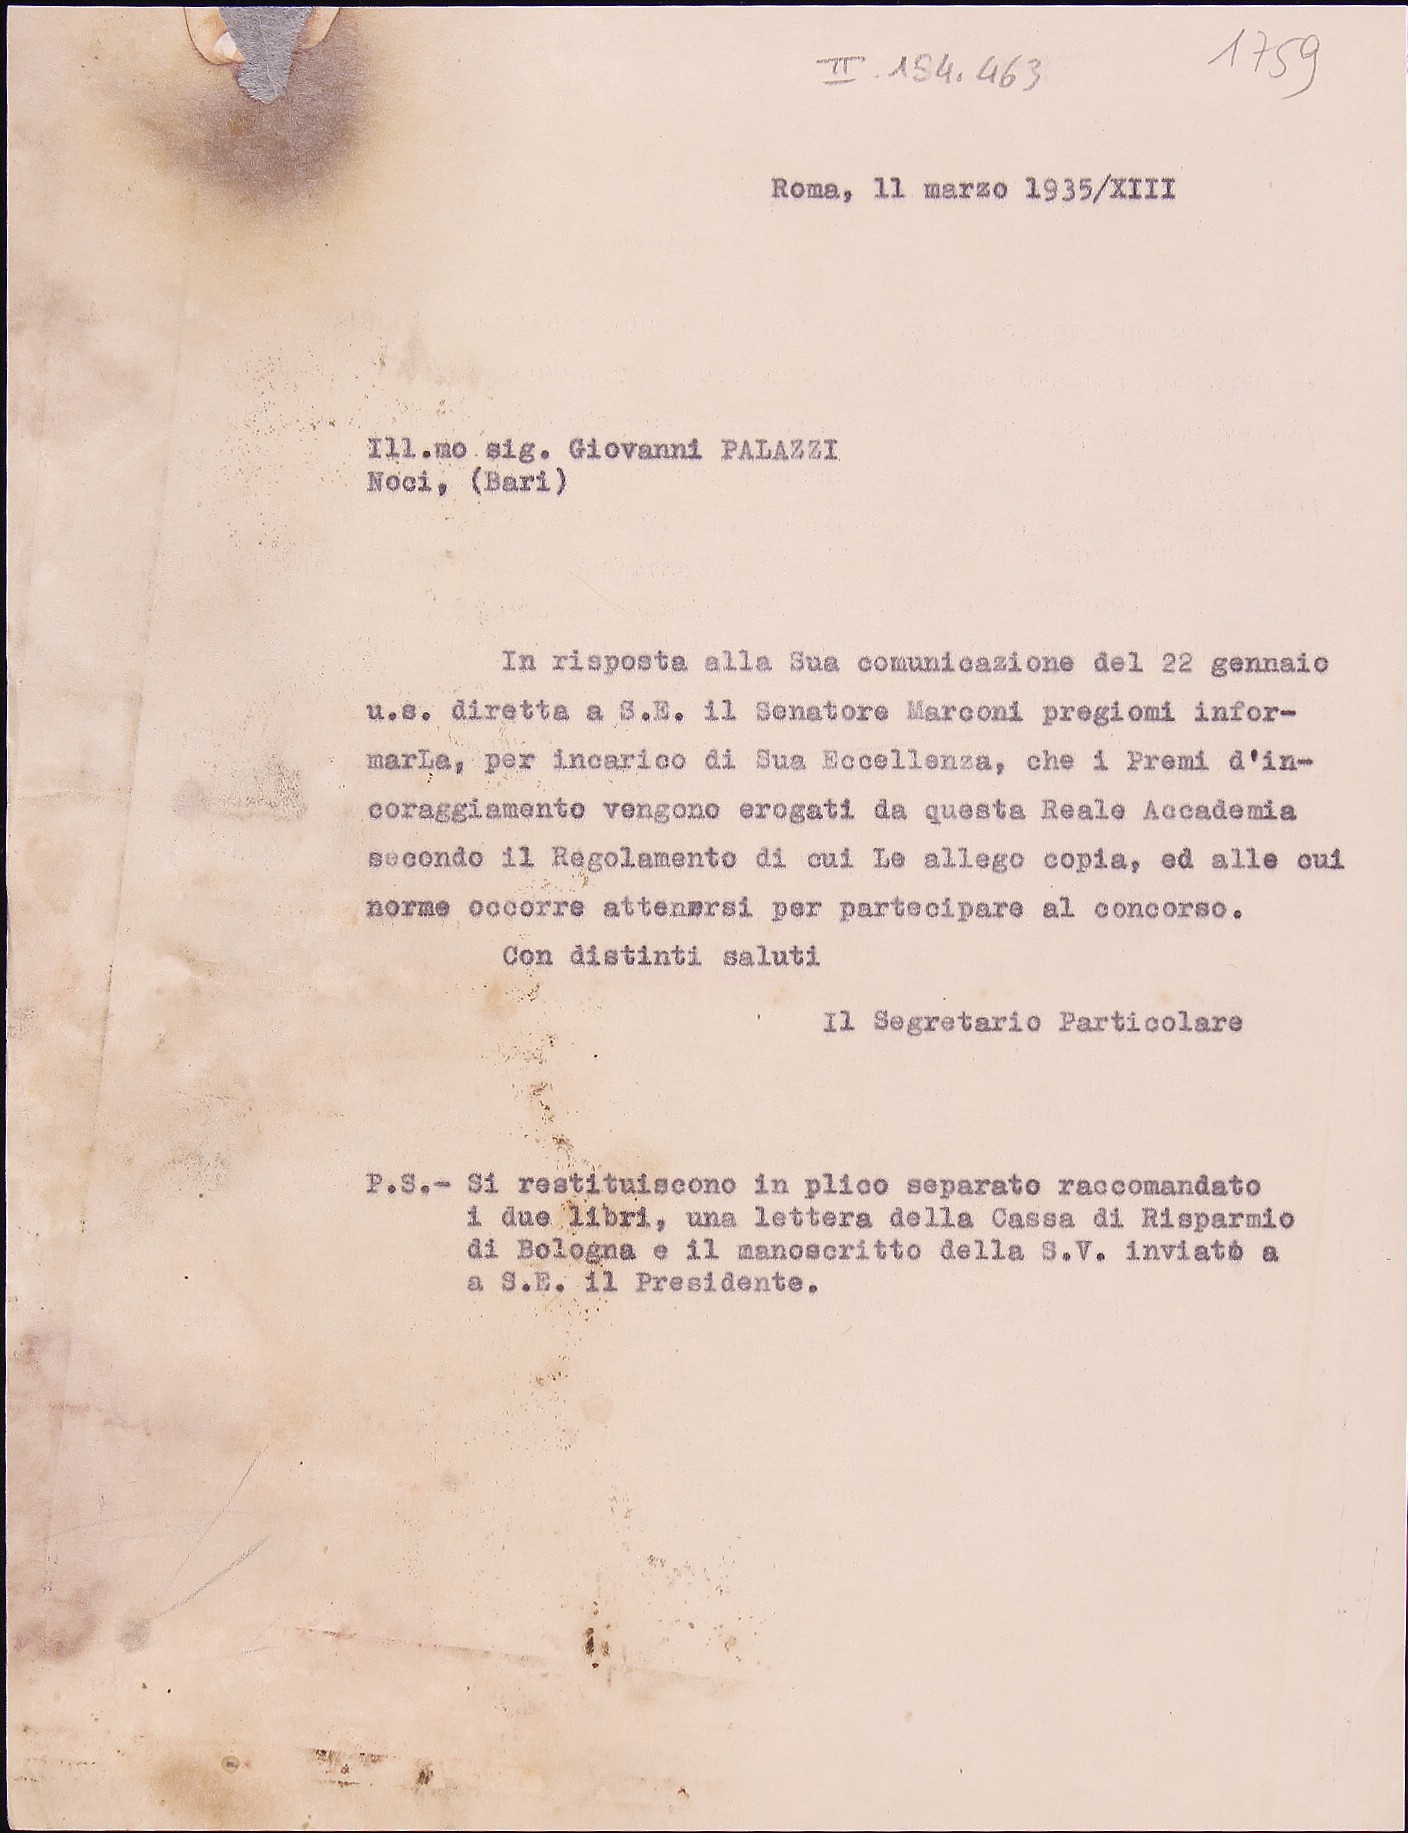 II.154.463
1759
Roma, 11 marzo 1935/XIII
Ill.mo sig. Giovanni PALAZZI
Noci, (Bari)
In risposta alla Sua comunicazione del 22 gennaio
u.s. diretta a S.E. il Senatore Marconi pregiomi infor-
marLa, per incarico di Sua Eccellenza, che i Premi d'in-
coraggiamento vengono erogati da questa Reale Accademia
secondo il Regolamento di cui Le allego copia, ed alle cui
norme occorre attenersi per partecipare al concorso.
Con distinti saluti
Il Segretario Particolare
P.S.- Si restituiscono in plico separato raccomandato
i due libri, una lettera della Cassa di Risparmio
di Bologna e il manoscritto della S.V. inviato a
a S.E. il Presidente.